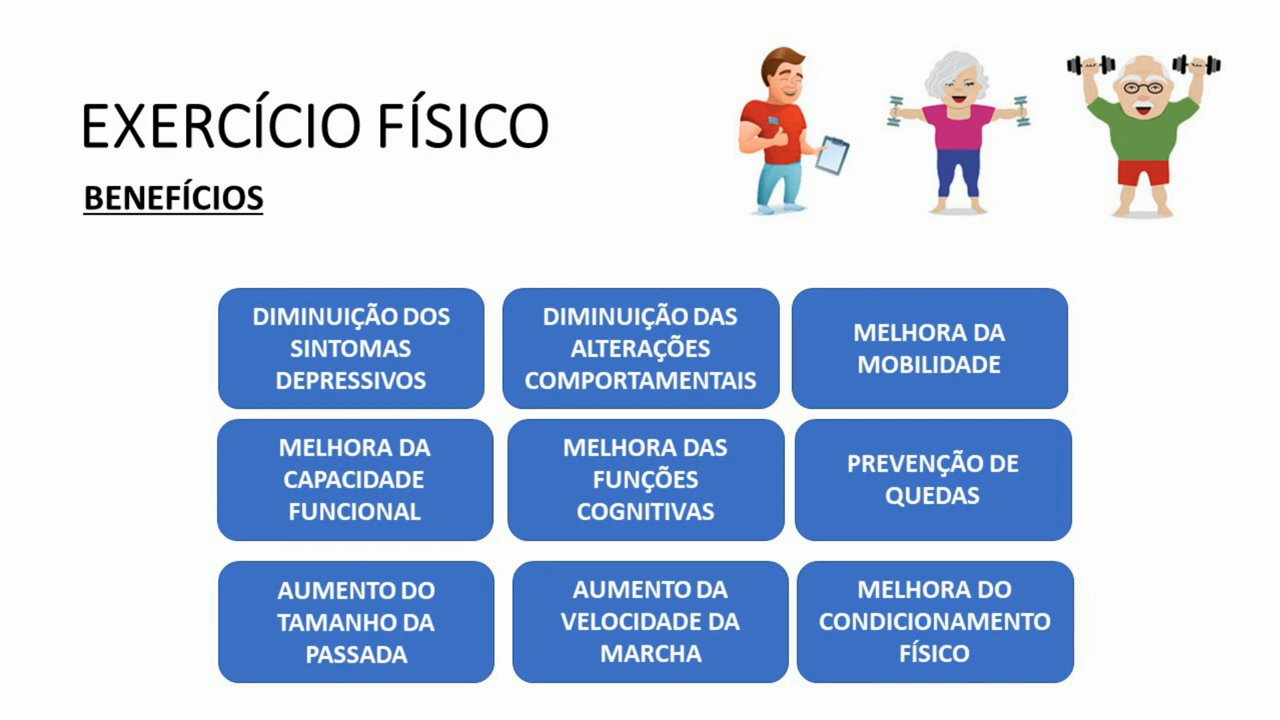 EXERCÍCIO FÍSICO
BENEFÍCIOS
DIMINUIÇÃO DOS
SINTOMAS
DEPRESSIVOS
DIMINUIÇÃO DAS
ALTERAÇÕES
COMPORTAMENTAIS
MELHORA DA
MOBILIDADE
MELHORA DA
CAPACIDADE
FUNCIONAL
MELHORA DAS
FUNÇÕES
COGNITIVAS
PREVENÇÃO DE
QUEDAS
AUMENTO DO
TAMANHO DA
PASSADA
AUMENTO DA
VELOCIDADE DA
MARCHA
MELHORA DO
CONDICIONAMENTO
FÍSICO